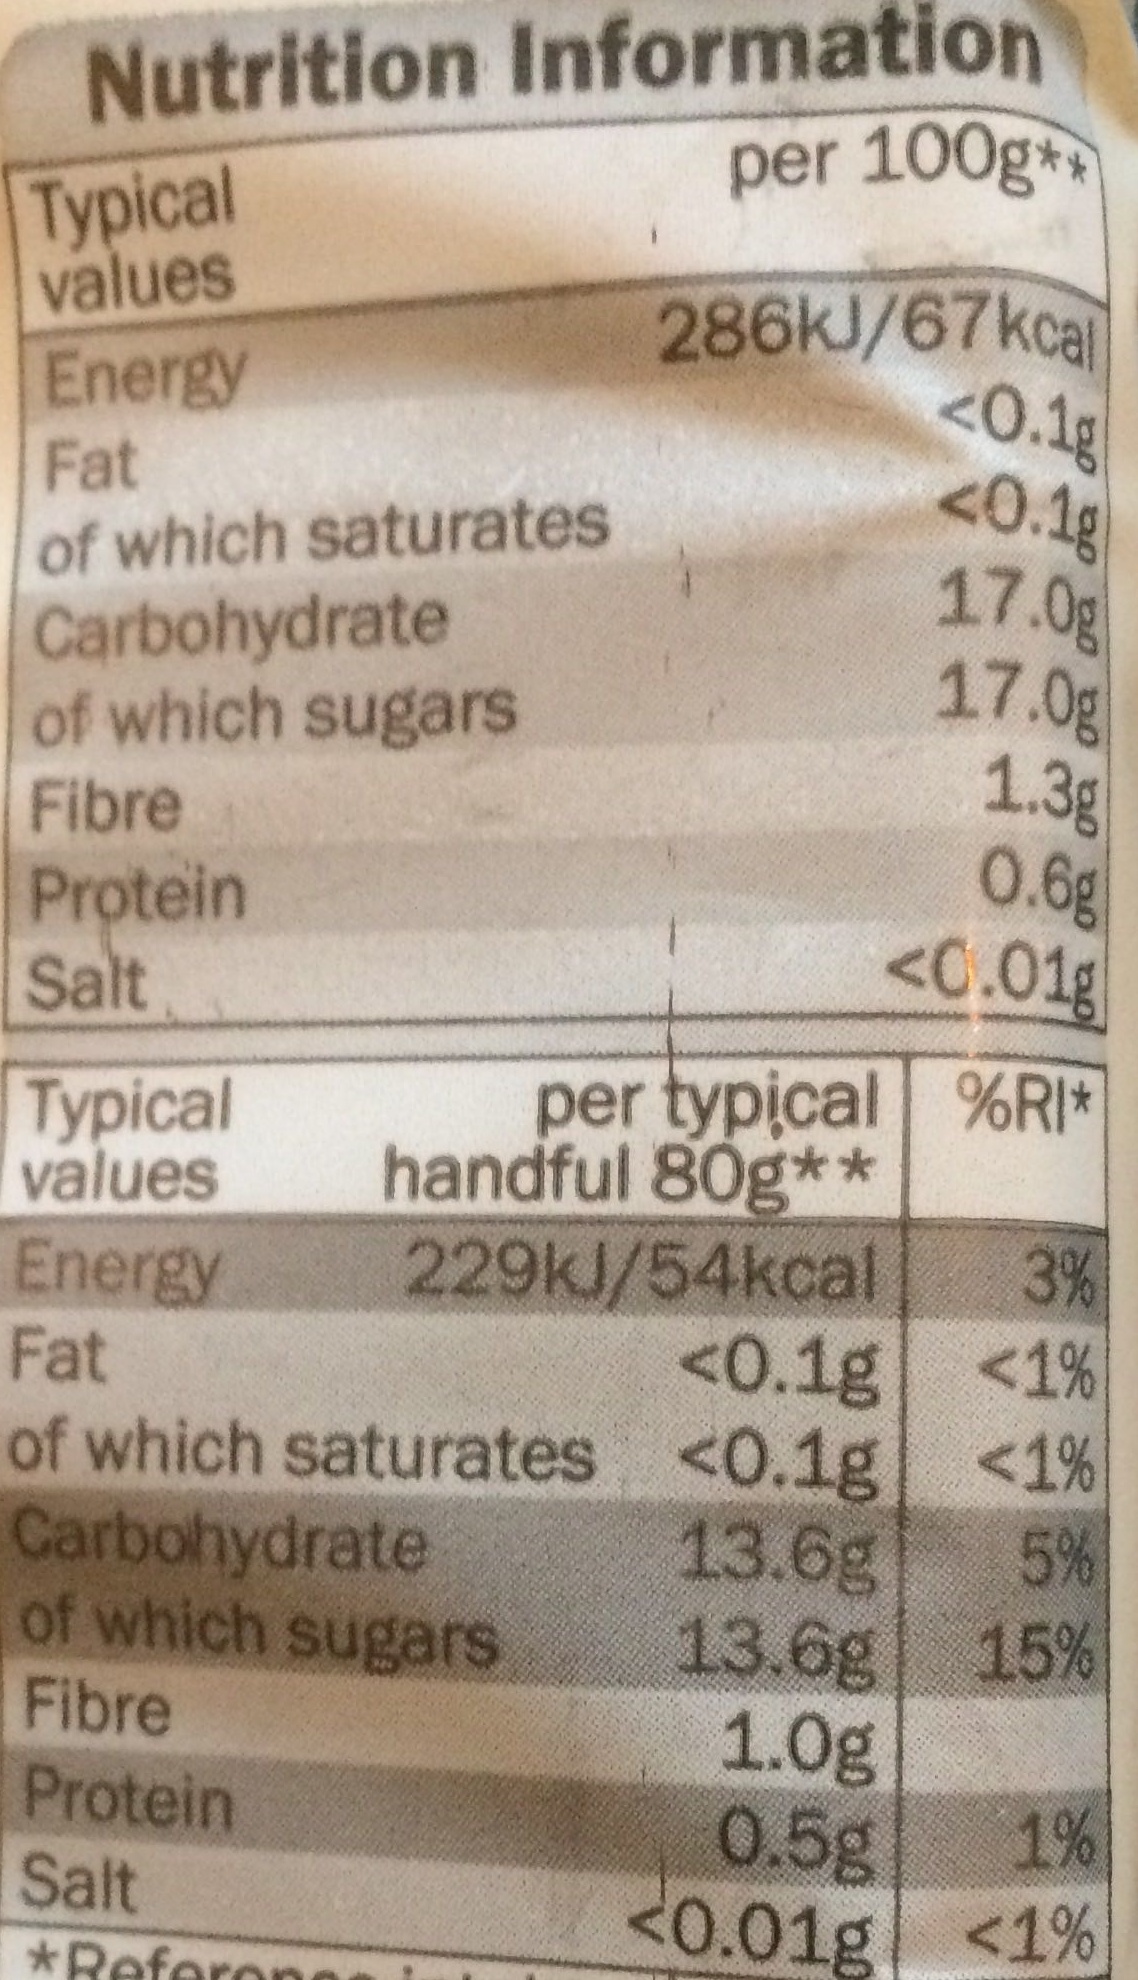 Nutrition Information
Typical values per 100g**
Energy 286kJ/67kcal
Fat <0.1g
of which saturates <0.1g
Carbohydrate 17.0g
of which sugars 17.0g
Fibre 1.3g
Protein 0.6g
Salt <0.01g
Typical per typical %RI*
values handful 80g**
Energy 229kJ/54kcal 3%
Fat <0.1g <1%
of which saturates <0.1g <1%
Carbohydrate 13.6g 5%
of which sugars 13.6g 15%
Fibre 1.0g
Protein 0.5g 1%
Salt <0.01g <1%
*Reference